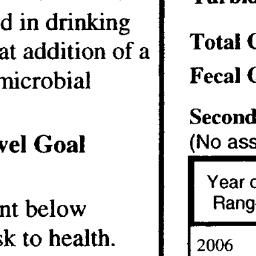 d in drinking
at addition of a
microbial
vel Goal
nt below
sk to health.
Total C
Fecal C
Second
(No ass
Year o
Rang
2006